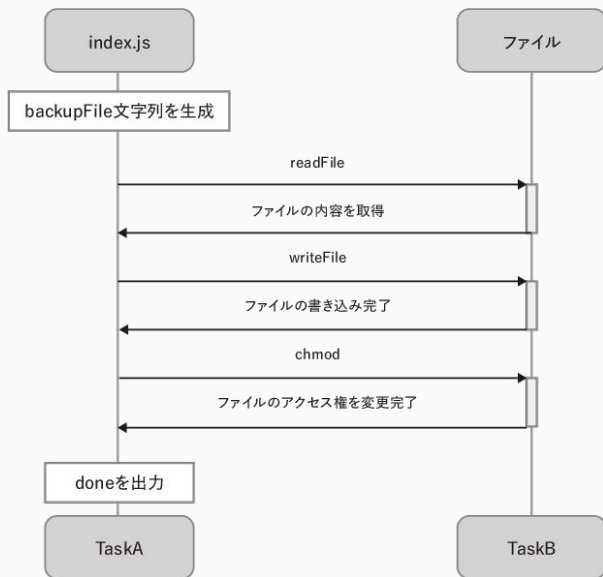 index.js
ファイル
backupFile文字列を生成
readFile
ファイルの内容を取得
writeFile
ファイルの書き込み完了
chmod
ファイルのアクセス権を変更完了
doneを出力
TaskA
TaskB